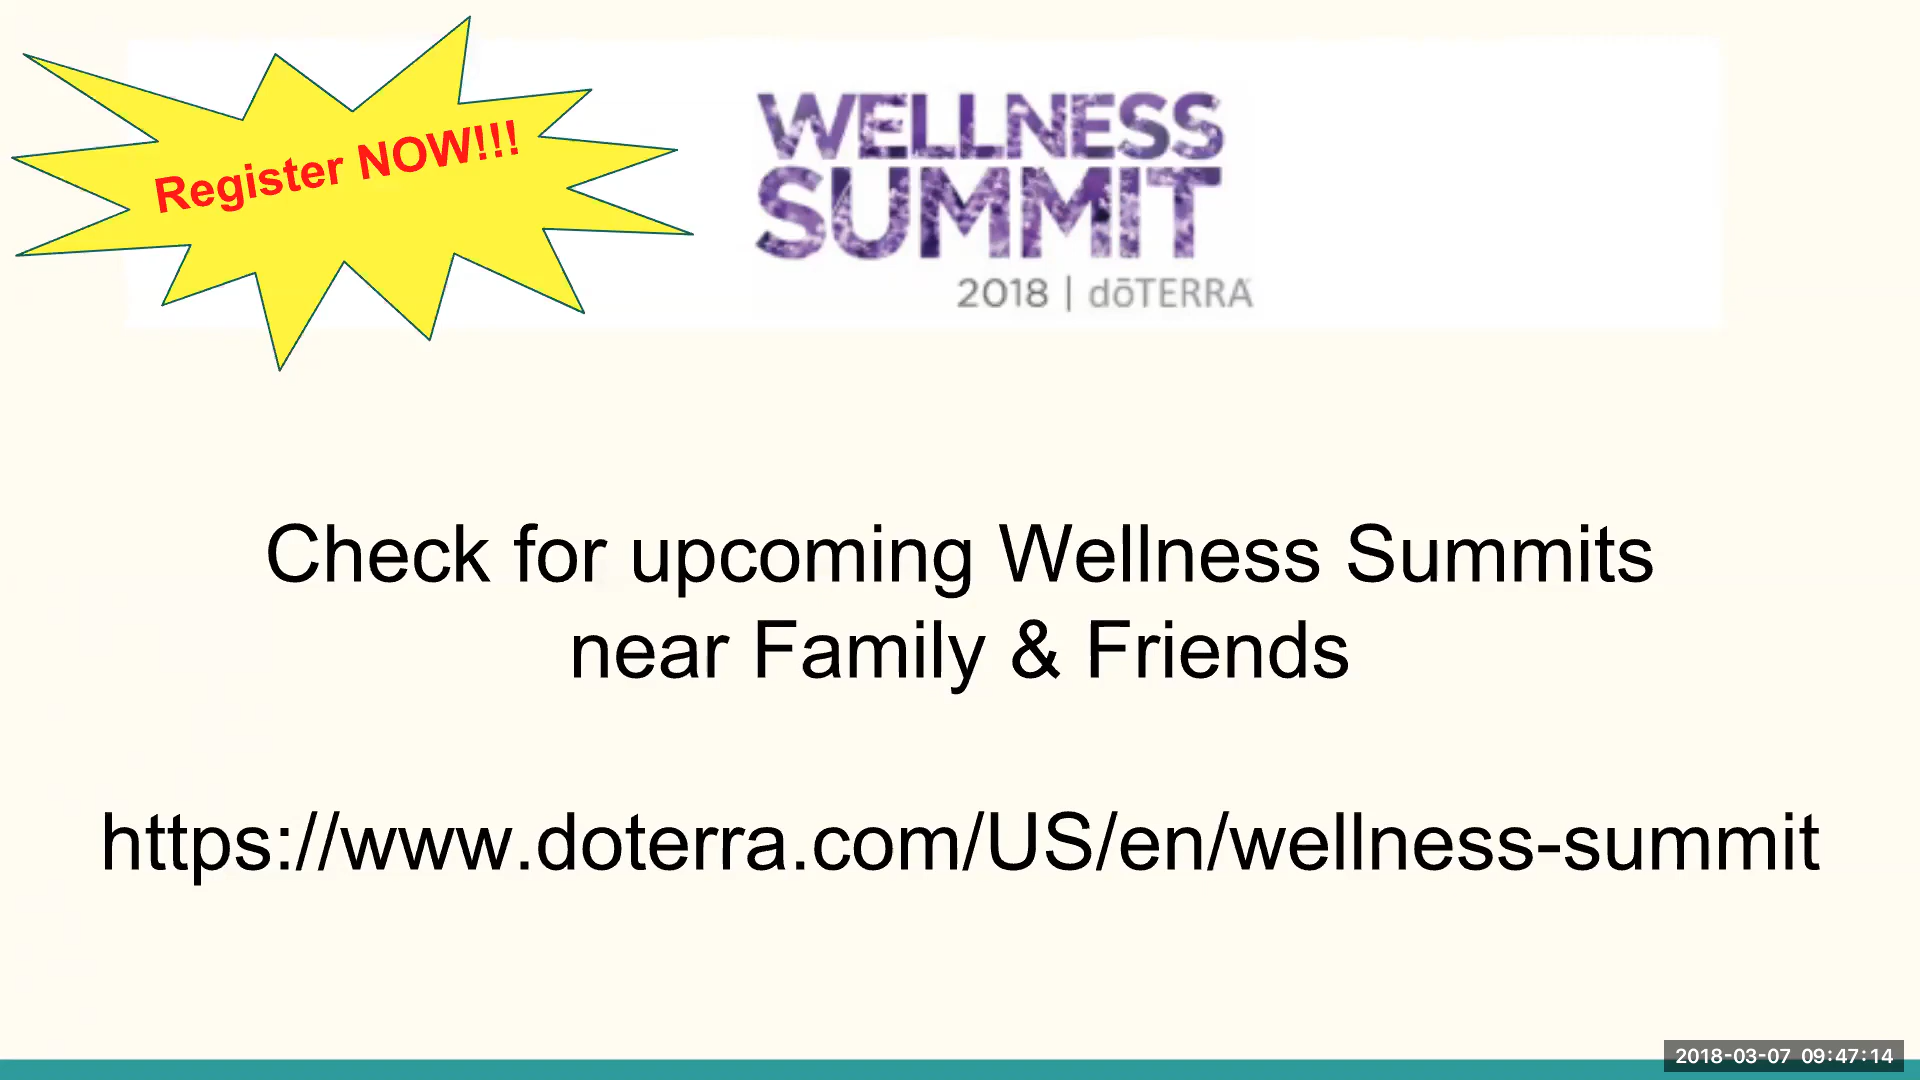 Register NOW!!!
WELLNESS
SUMMIT
2018 | dōTERRA
Check for upcoming Wellness Summits
near Family & Friends
https://www.doterra.com/US/en/wellness-summit
2018-03-07 09:47:14